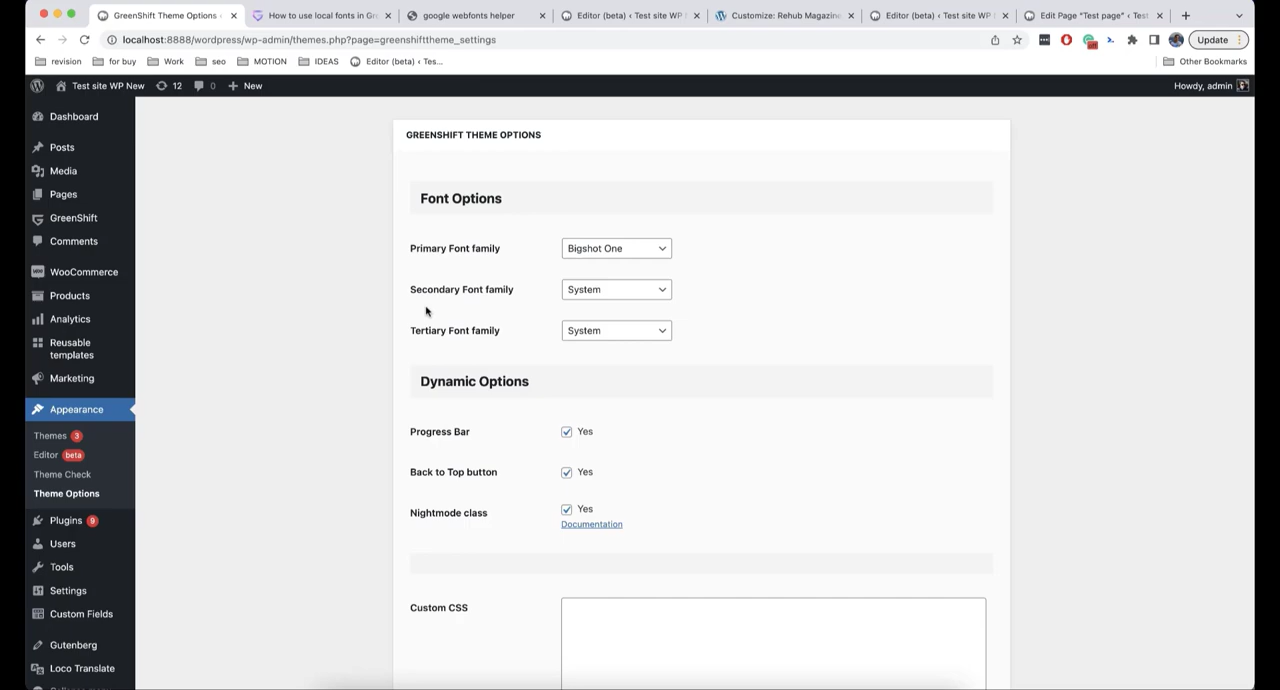 GreenShift Theme Options ‹
How to use local fonts in Gr
google webfonts helper
Editor (beta) ‹ Test site WP
Customize: Rehub Magazine
Editor (beta) ‹ Test site WP N
Edit Page "Test page" ‹ Test
localhost:8888/wordpress/wp-admin/themes.php?page=greenshifttheme_settings
Update
revision
for buy
Work
seo
MOTION
IDEAS
Editor (beta) ‹ Tes...
Other Bookmarks
Test site WP New
12
0
New
Howdy, admin
Dashboard
Posts
Media
Pages
GreenShift
Comments
WooCommerce
Products
Analytics
Reusable
templates
Marketing
Appearance
Themes 3
Editor beta
Theme Check
Theme Options
Plugins 9
Users
Tools
Settings
Custom Fields
Gutenberg
Loco Translate
GREENSHIFT THEME OPTIONS
Font Options
Primary Font family
Bigshot One
Secondary Font family
System
Tertiary Font family
System
Dynamic Options
Progress Bar
Yes
Back to Top button
Yes
Nightmode class
Yes
Documentation
Custom CSS